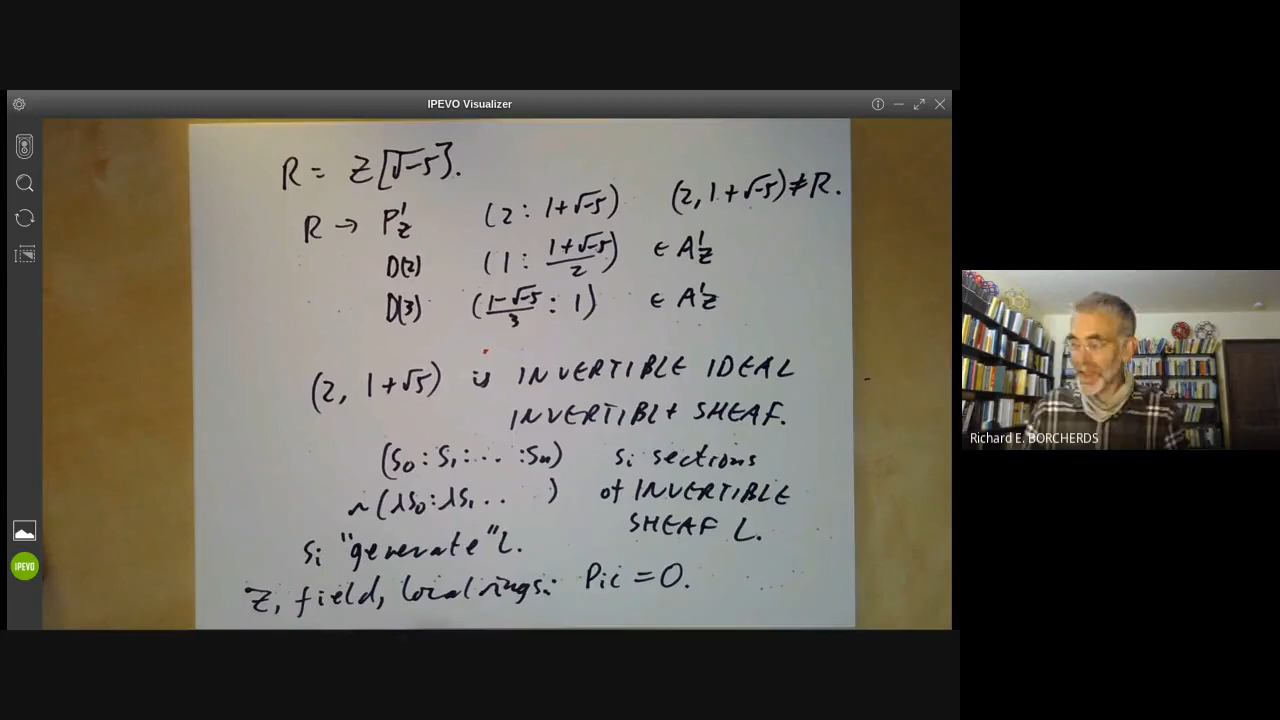 IPEVO Visualizer
R = Z[√-5].
R → P¹_Z (2 : 1+√-5) (2, 1+√-5) ≠ R.
D(2) (1 : (1+√-5)/2) ∈ A¹_Z
D(3) ((1-√-5)/3 : 1) ∈ A¹_Z
(2, 1+√5) is INVERTIBLE IDEAL
INVERTIBLE SHEAF.
(s₀ : s₁ : ... : sₙ) sᵢ sections
~ (λs₀ : λs₁ .. ) of INVERTIBLE
SHEAF L.
sᵢ "generate" L.
Z, field, local rings: Pic = 0.
IPEVO
Richard E. BORCHERDS